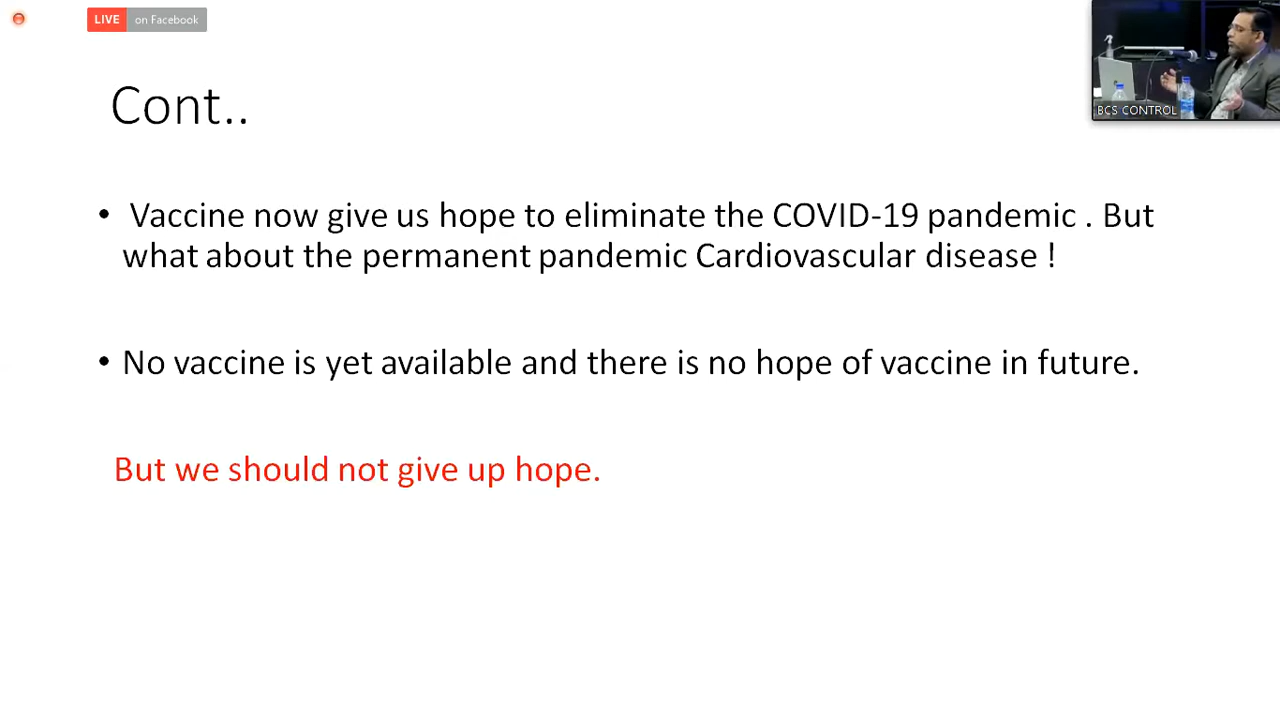 LIVE on Facebook
BCS CONTROL
Cont..
• Vaccine now give us hope to eliminate the COVID-19 pandemic . But
what about the permanent pandemic Cardiovascular disease !
• No vaccine is yet available and there is no hope of vaccine in future.
But we should not give up hope.